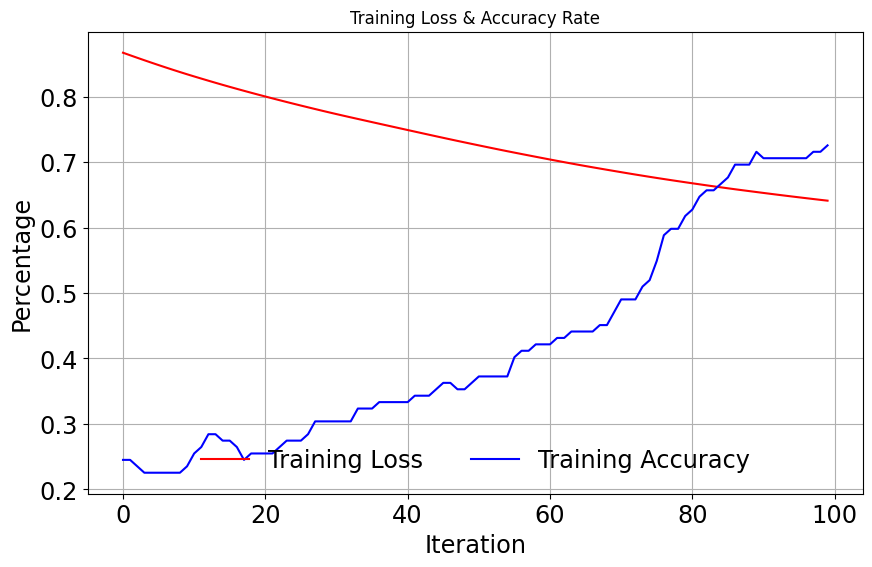 Training Loss & Accuracy Rate
Percentage
0.8
0.7
0.6
0.5
0.4
0.3
0.2
Training Loss
Training Accuracy
0 20 40 60 80 100
Iteration